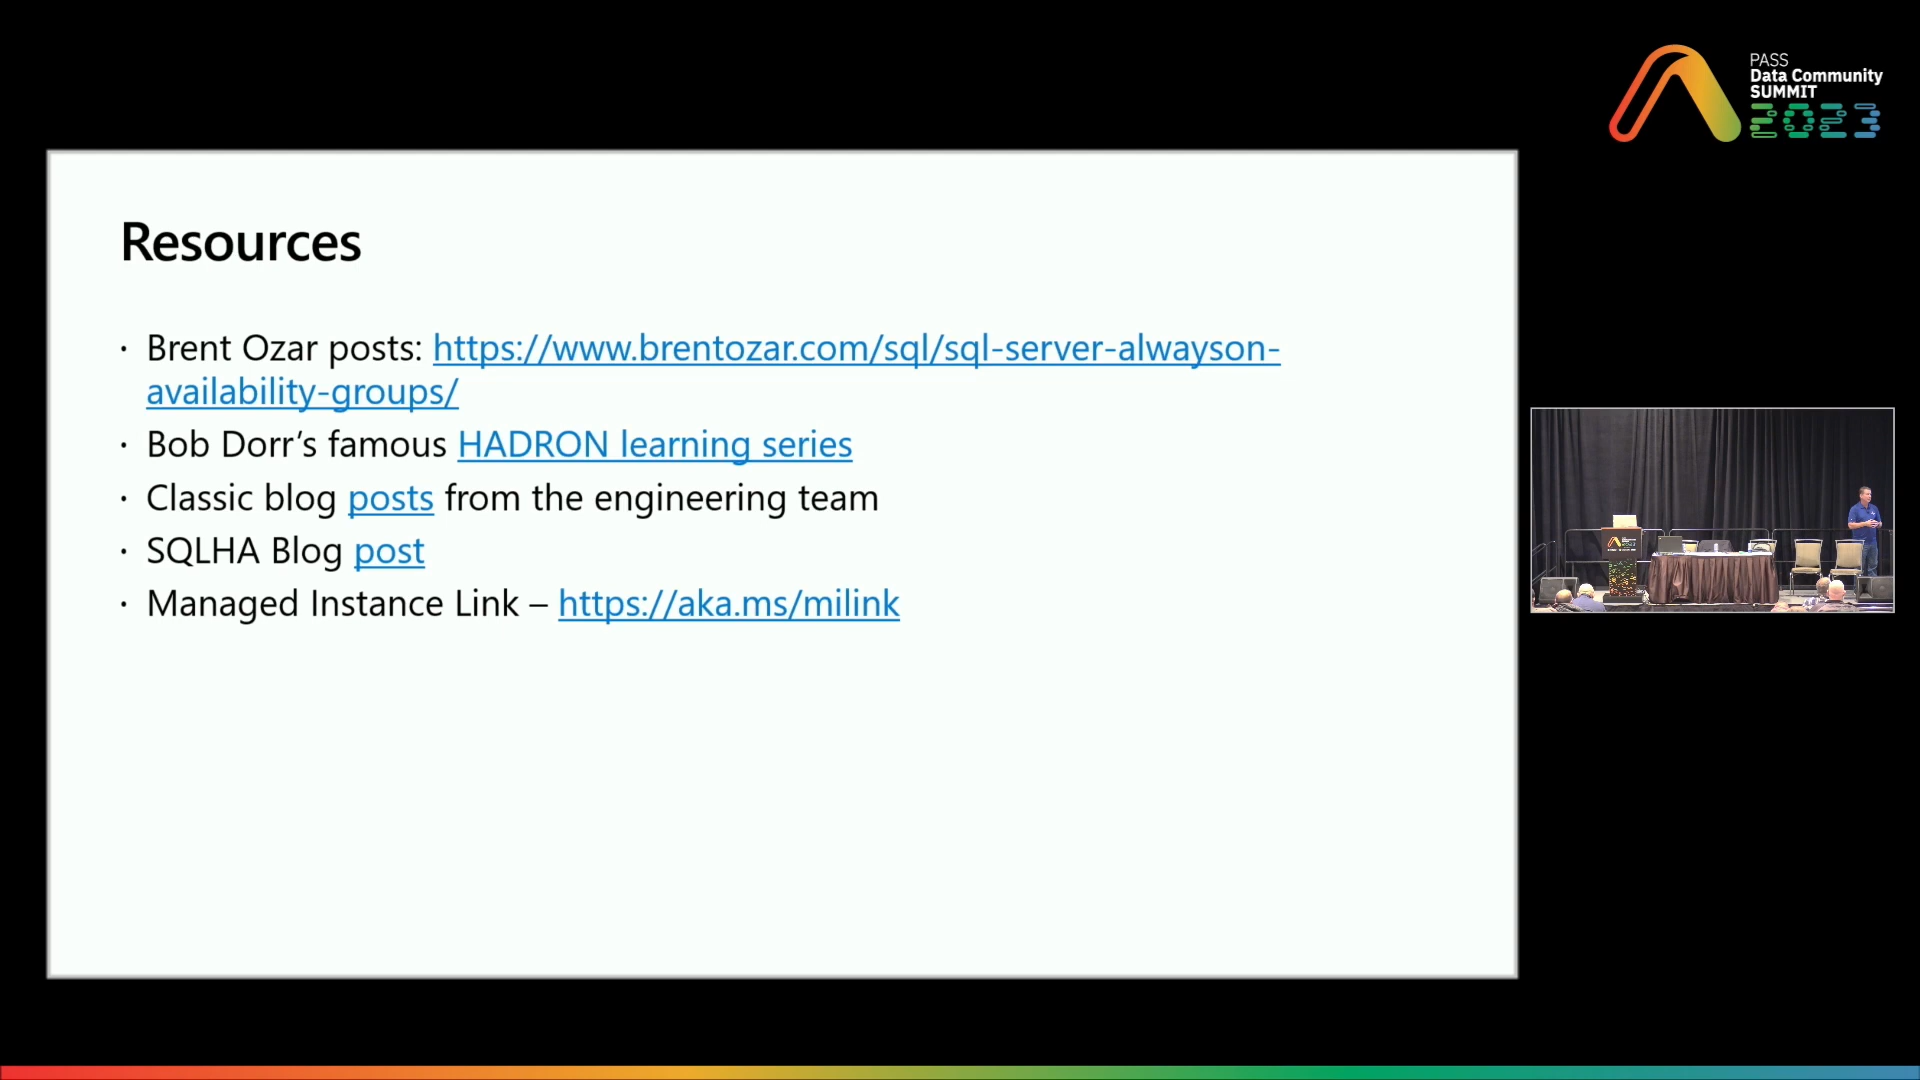 PASS
Data Community
SUMMIT
2023
Resources
· Brent Ozar posts: https://www.brentozar.com/sql/sql-server-alwayson-
availability-groups/
· Bob Dorr’s famous HADRON learning series
· Classic blog posts from the engineering team
· SQLHA Blog post
· Managed Instance Link – https://aka.ms/milink